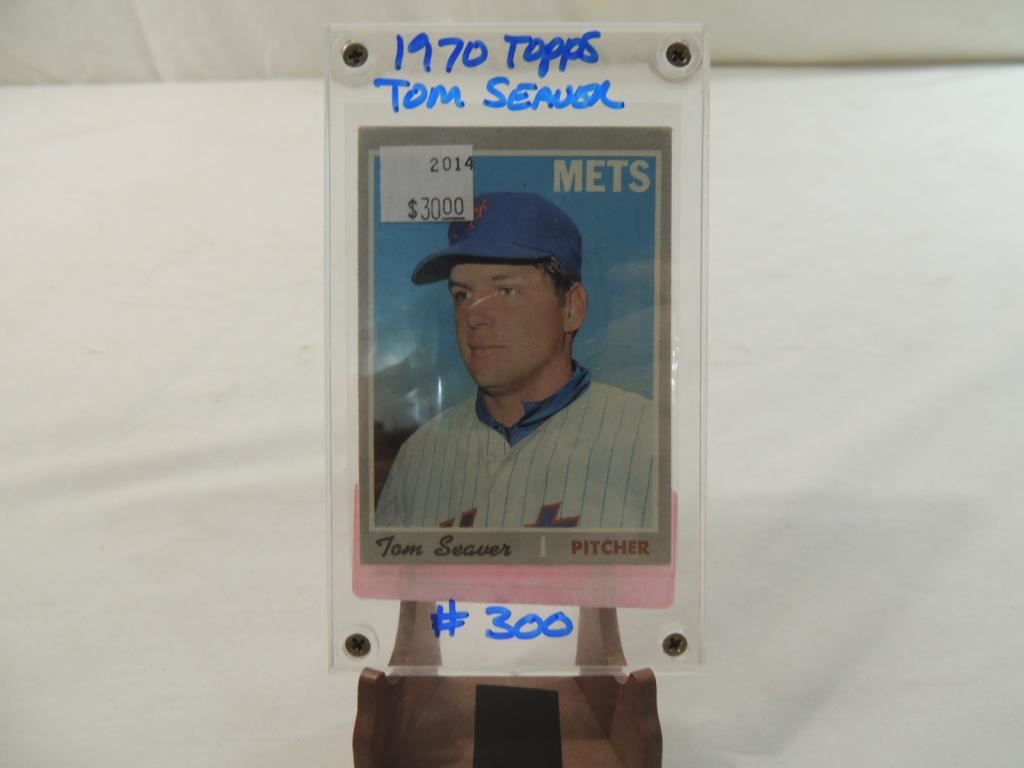 1970 Topps
Tom Seaver
2014
$30.00
METS
Tom Seaver | PITCHER
# 300